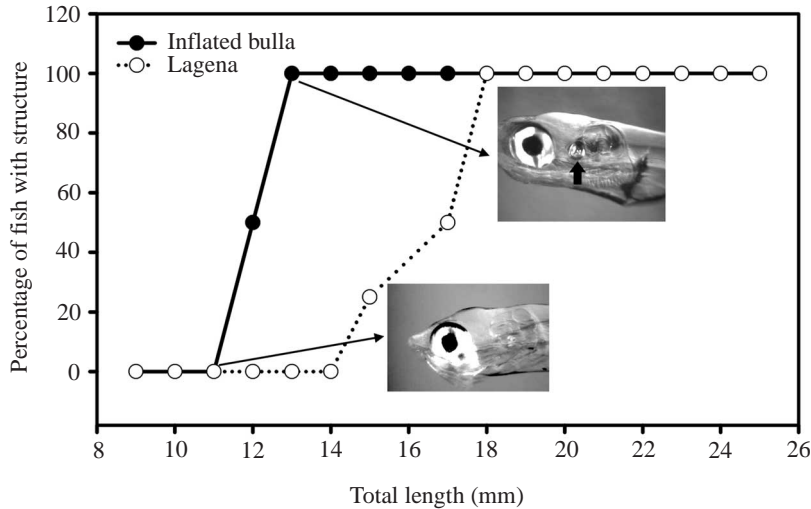 120
100
80
60
40
20
0
Percentage of fish with structure
Inflated bulla
Lagena
8 10 12 14 16 18 20 22 24 26
Total length (mm)